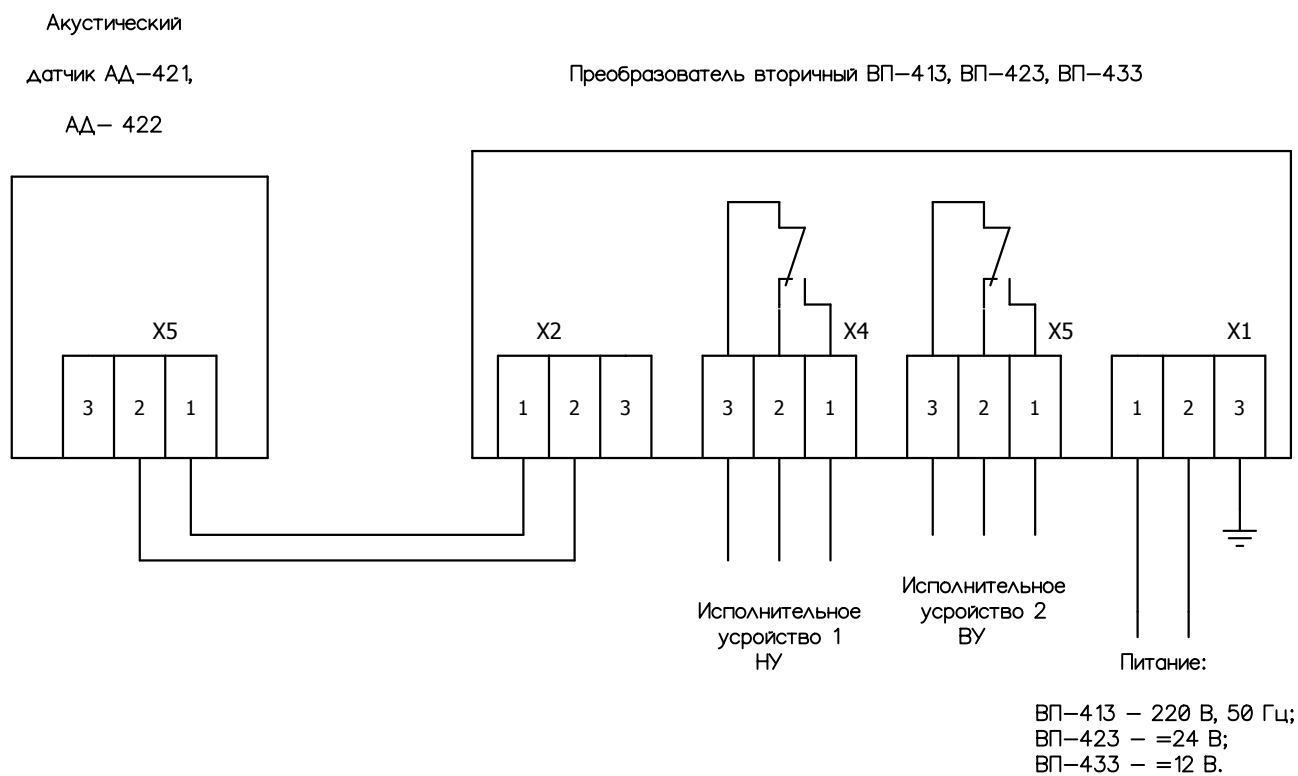 Акустический
датчик АД-421,
АД- 422
Преобразователь вторичный ВП-413, ВП-423, ВП-433
X5
3 2 1
X2
1 2 3
X4
3 2 1
X5
3 2 1
X1
1 2 3
Исполнительное
усройство 1
НУ
Исполнительное
усройство 2
ВУ
Питание:
ВП-413 - 220 В, 50 Гц;
ВП-423 - =24 В;
ВП-433 - =12 В.